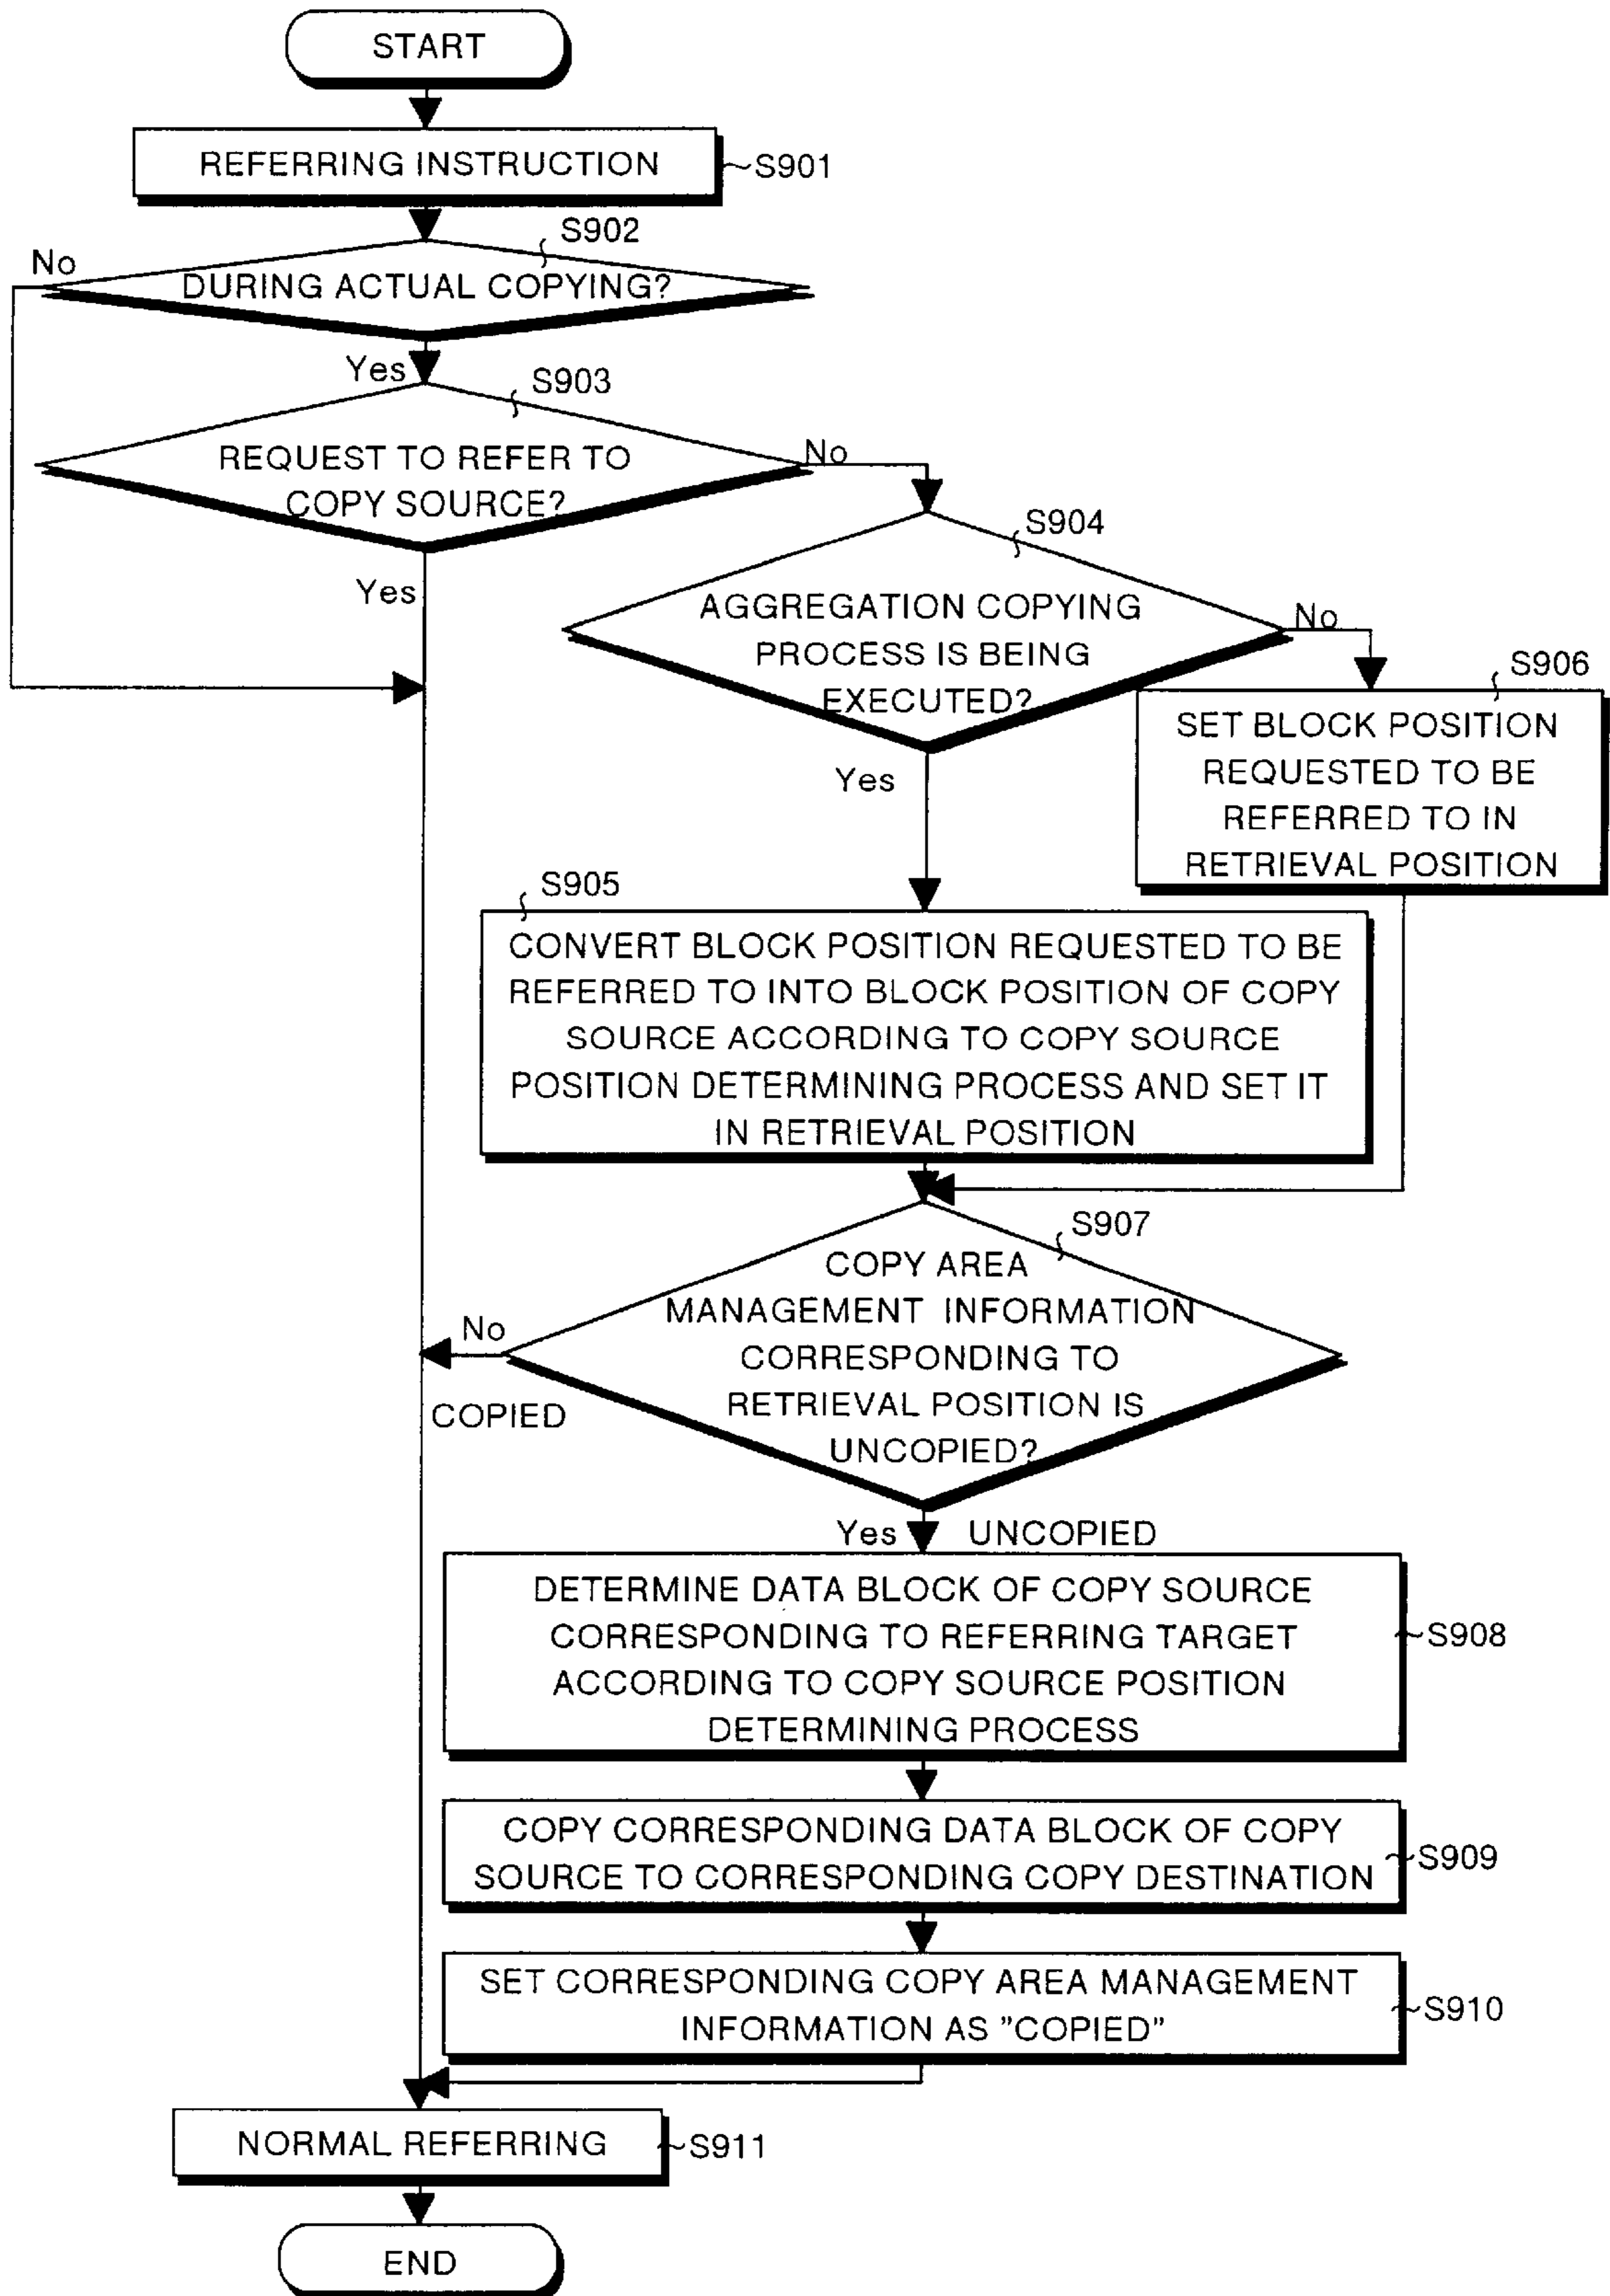 START
REFERRING INSTRUCTION
S901
S902
No
DURING ACTUAL COPYING?
Yes
S903
REQUEST TO REFER TO
COPY SOURCE?
No
Yes
S904
AGGREGATION COPYING
PROCESS IS BEING
EXECUTED?
No
Yes
S906
SET BLOCK POSITION
REQUESTED TO BE
REFERRED TO IN
RETRIEVAL POSITION
S905
CONVERT BLOCK POSITION REQUESTED TO BE
REFERRED TO INTO BLOCK POSITION OF COPY
SOURCE ACCORDING TO COPY SOURCE
POSITION DETERMINING PROCESS AND SET IT
IN RETRIEVAL POSITION
S907
COPY AREA
MANAGEMENT INFORMATION
CORRESPONDING TO
RETRIEVAL POSITION IS
UNCOPIED?
No
COPIED
Yes UNCOPIED
DETERMINE DATA BLOCK OF COPY SOURCE
CORRESPONDING TO REFERRING TARGET
ACCORDING TO COPY SOURCE POSITION
DETERMINING PROCESS
S908
COPY CORRESPONDING DATA BLOCK OF COPY
SOURCE TO CORRESPONDING COPY DESTINATION
S909
SET CORRESPONDING COPY AREA MANAGEMENT
INFORMATION AS "COPIED"
S910
NORMAL REFERRING
S911
END